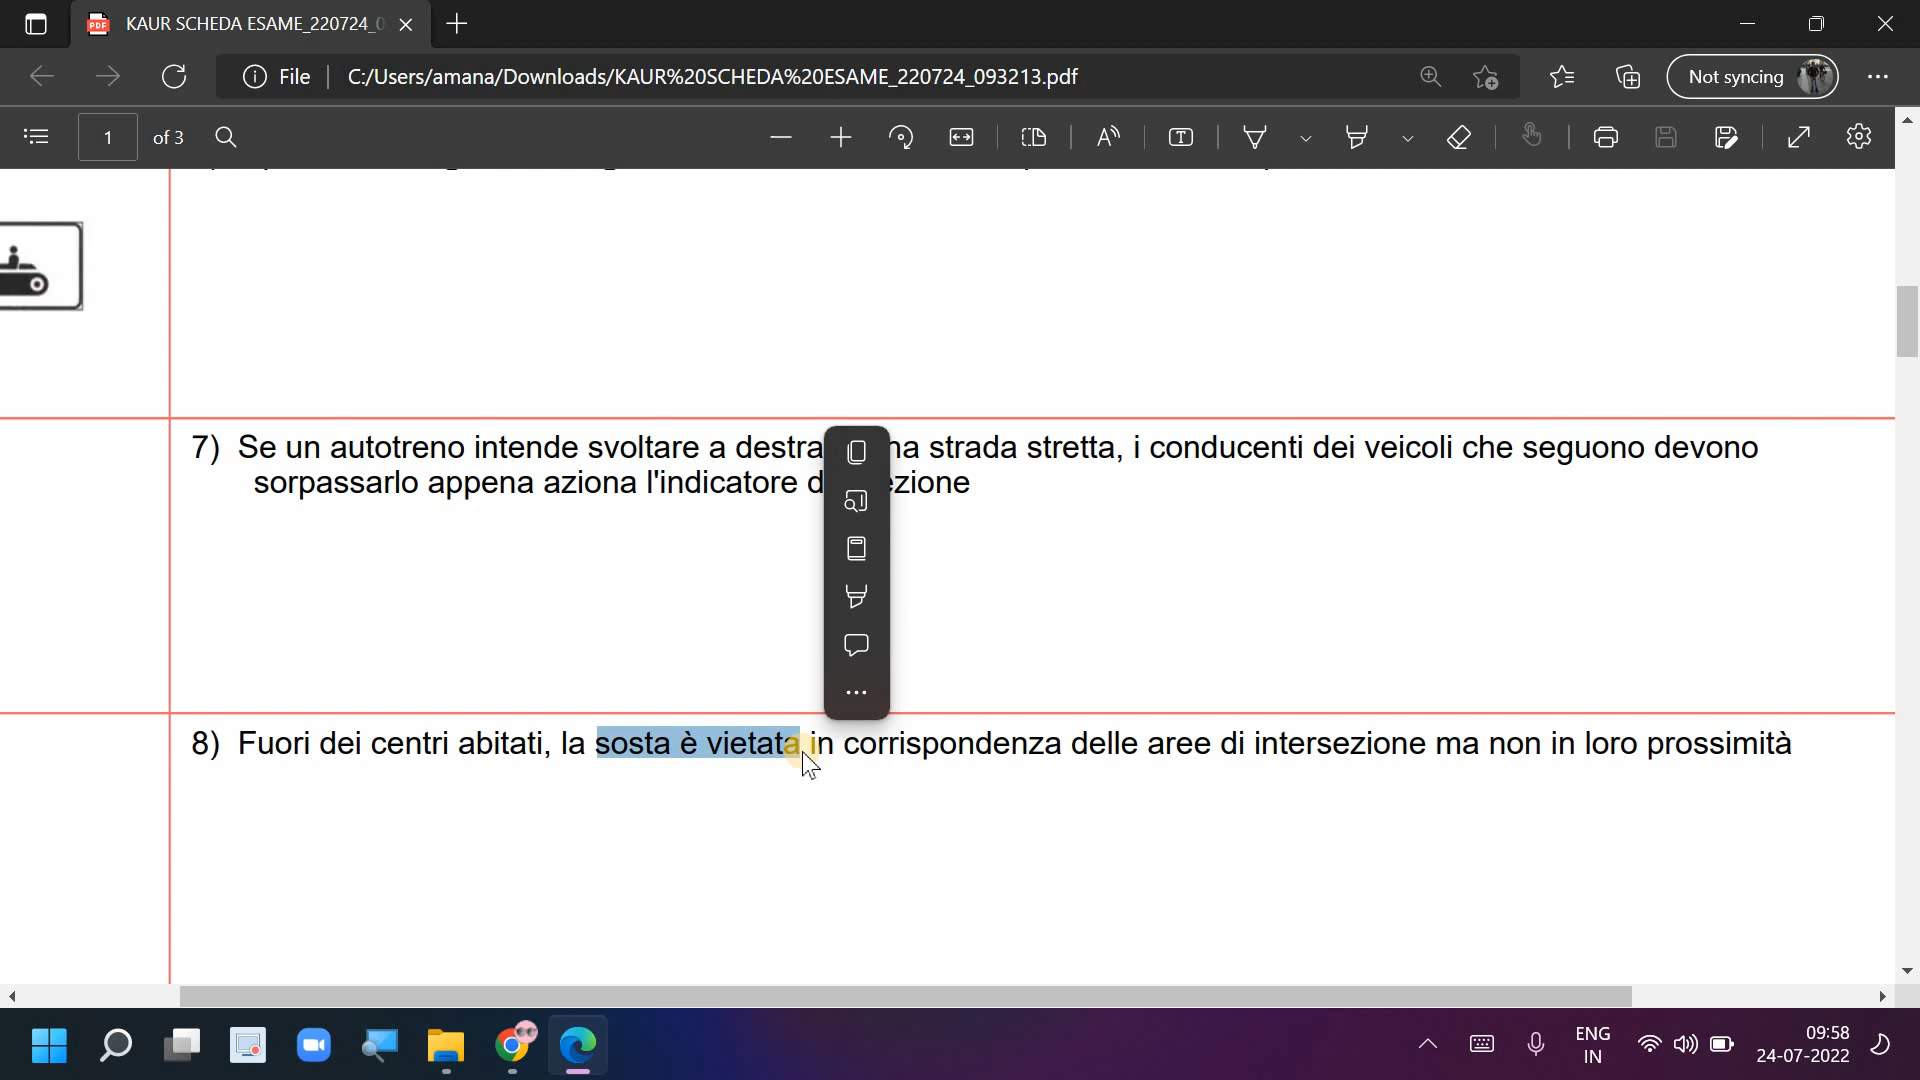 KAUR SCHEDA ESAME_220724_0
File
C:/Users/amana/Downloads/KAUR%20SCHEDA%20ESAME_220724_093213.pdf
Not syncing
1 of 3
7) Se un autotreno intende svoltare a destra strada stretta, i conducenti dei veicoli che seguono devono
sorpassarlo appena aziona l'indicatore
8) Fuori dei centri abitati, la sosta è vietata in corrispondenza delle aree di intersezione ma non in loro prossimità
ENG
IN
09:58
24-07-2022